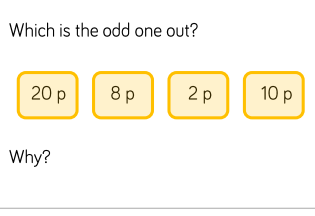 Which is the odd one out?
20 p 8 p 2 p 10 p
Why?